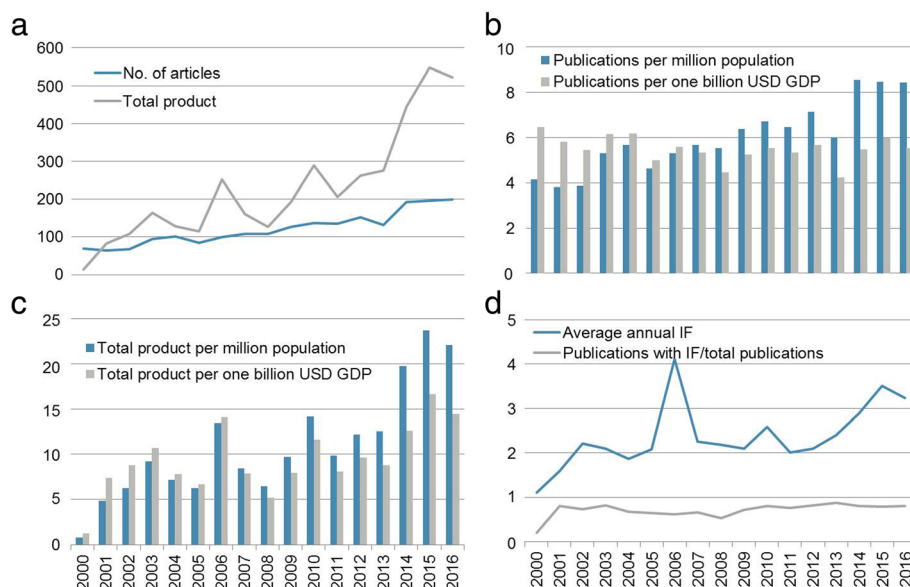 a
600
500
400
300
200
100
0
No. of articles
Total product
b
10
8
6
4
2
0
Publications per million population
Publications per one billion USD GDP
c
25
20
15
10
5
0
Total product per million population
Total product per one billion USD GDP
2000 2001 2002 2003 2004 2005 2006 2007 2008 2009 2010 2011 2012 2013 2014 2015 2016
d
5
4
3
2
1
0
Average annual IF
Publications with IF/total publications
2000 2001 2002 2003 2004 2005 2006 2007 2008 2009 2010 2011 2012 2013 2014 2015 2016